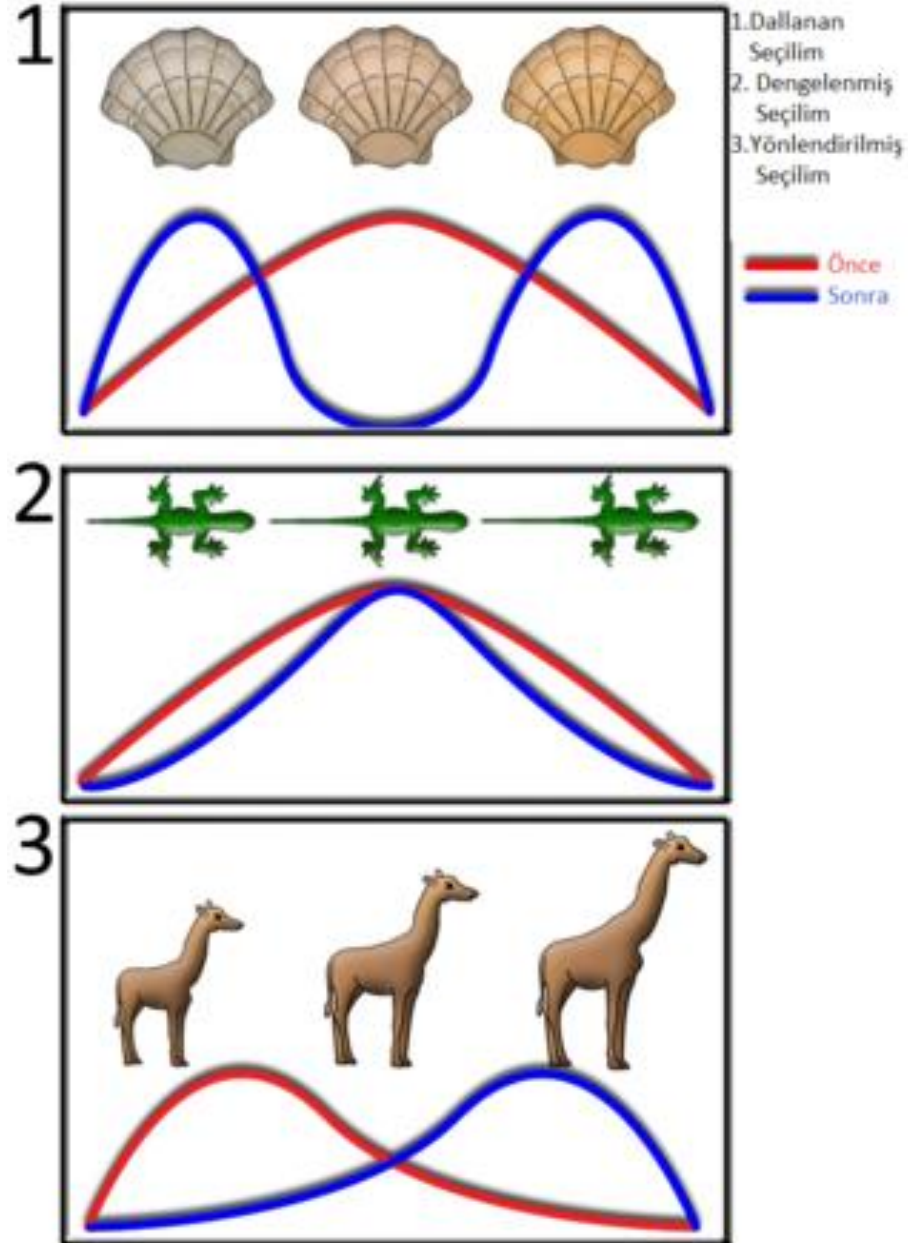 1
1.Dallanan
Seçilim
2. Dengelenmiş
Seçilim
3.Yönlendirilmiş
Seçilim
Önce
Sonra
2
3